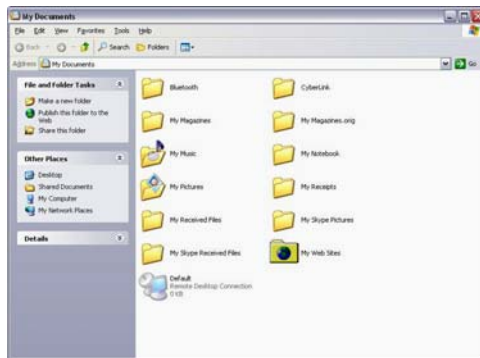 My Documents
File Edit View Favorites Tools Help
Back Search Folders
Address My Documents Go
File and Folder Tasks
Make a new folder
Publish this folder to the
Web
Share this folder
Other Places
Desktop
Shared Documents
My Computer
My Network Places
Details
Bluetooth CyberLink
My Magazines My Magazines.orig
My Music My Notebook
My Pictures My Receipts
My Received Files My Skype Pictures
My Skype Received Files My Web Sites
Default
Remote Desktop Connection
0 KB